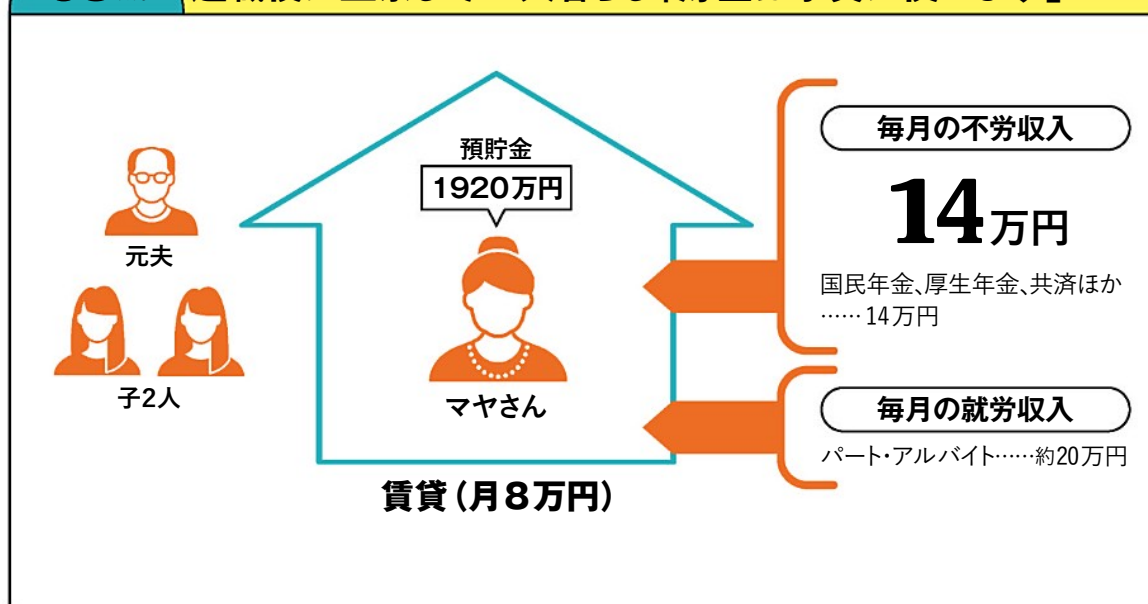 預貯金
1920万円
元夫
子2人
マヤさん
賃貸（月8万円）
毎月の不労収入
14万円
国民年金、厚生年金、共済ほか
……14万円
毎月の就労収入
パート・アルバイト……約20万円